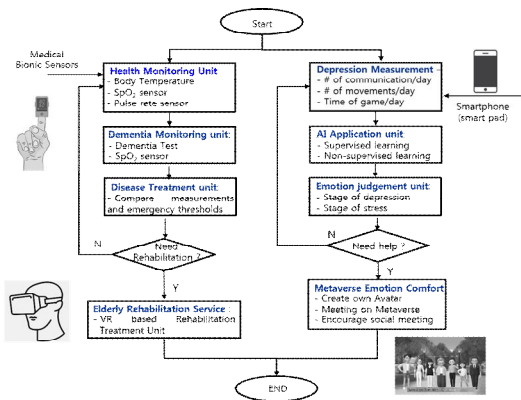 Start
Medical
Bionic Sensors
Health Monitoring Unit
- Body Temperature
- SpO₂ sensor
- Pulse rete sensor
Dementia Monitoring unit:
- Dementia Test
- SpO₂ sensor
Disease Treatment unit:
- Compare measurements
and emergency thresholds
N
Need
Rehabilitation ?
Y
Elderly Rehabilitation Service :
- VR based Rehabilitation
Treatment Unit
Depression Measurement
- # of communication/day
- # of movements/day
- Time of game/day
Smartphone
(smart pad)
AI Application unit
- Supervised learning
- Non-supervised learning
Emotion judgement unit:
- Stage of depression
- Stage of stress
N
Need help ?
Y
Metaverse Emotion Comfort
- Create own Avatar
- Meeting on Metaverse
- Encourage social meeting
END